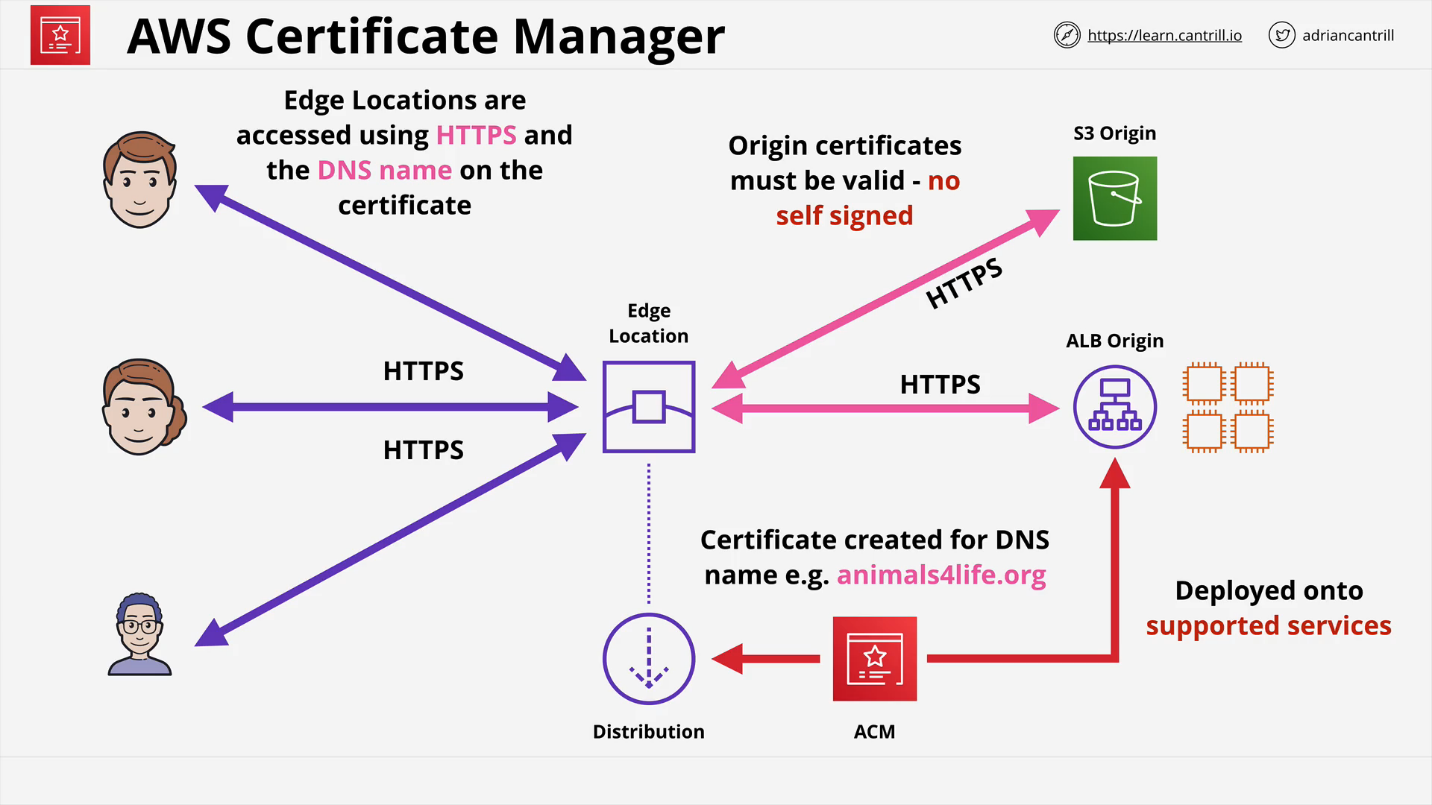 AWS Certificate Manager
https://learn.cantrill.io
adriancantrill
Edge Locations are
accessed using HTTPS and
the DNS name on the
certificate
Origin certificates
must be valid - no
self signed
S3 Origin
HTTPS
Edge
Location
ALB Origin
HTTPS
HTTPS
HTTPS
Certificate created for DNS
name e.g. animals4life.org
Deployed onto
supported services
Distribution
ACM